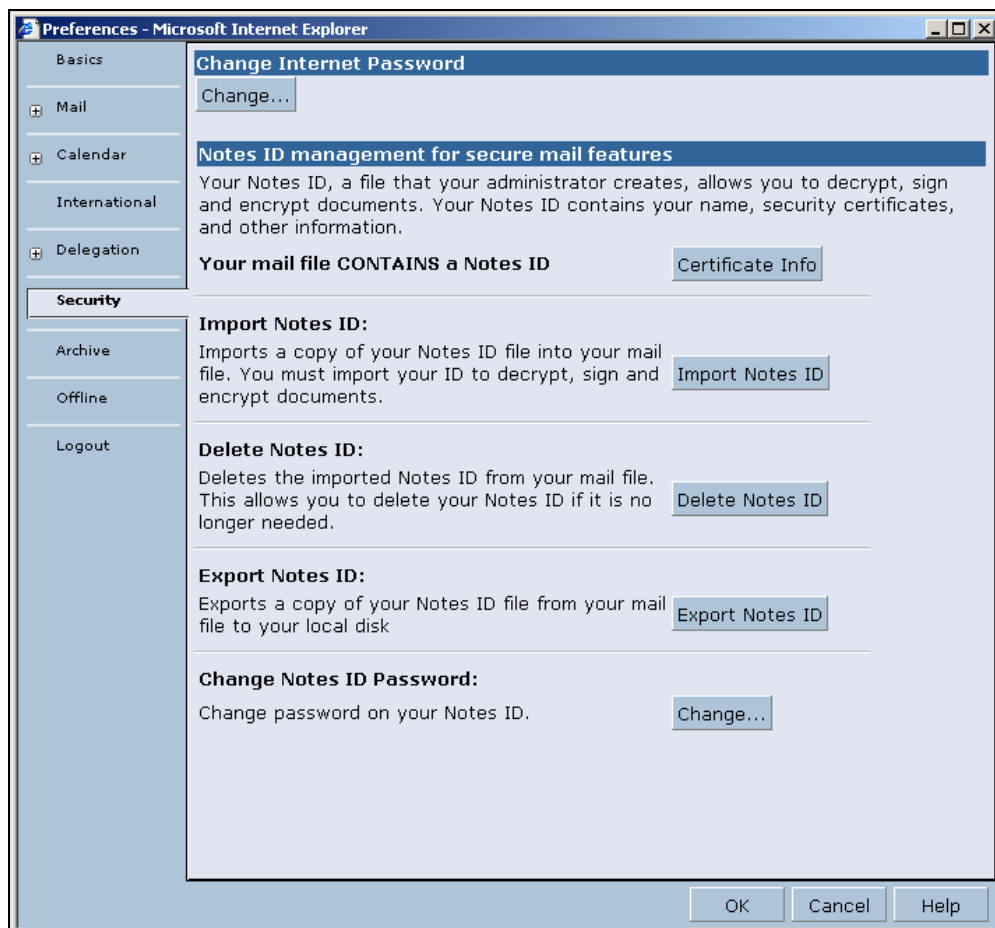 Preferences - Microsoft Internet Explorer
Basics
Mail
Calendar
International
Delegation
Security
Archive
Offline
Logout
Change Internet Password
Change...
Notes ID management for secure mail features
Your Notes ID, a file that your administrator creates, allows you to decrypt, sign
and encrypt documents. Your Notes ID contains your name, security certificates,
and other information.
Your mail file CONTAINS a Notes ID
Certificate Info
Import Notes ID:
Imports a copy of your Notes ID file into your mail
file. You must import your ID to decrypt, sign and
encrypt documents.
Import Notes ID
Delete Notes ID:
Deletes the imported Notes ID from your mail file.
This allows you to delete your Notes ID if it is no
longer needed.
Delete Notes ID
Export Notes ID:
Exports a copy of your Notes ID file from your mail
file to your local disk
Export Notes ID
Change Notes ID Password:
Change password on your Notes ID.
Change...
OK
Cancel
Help